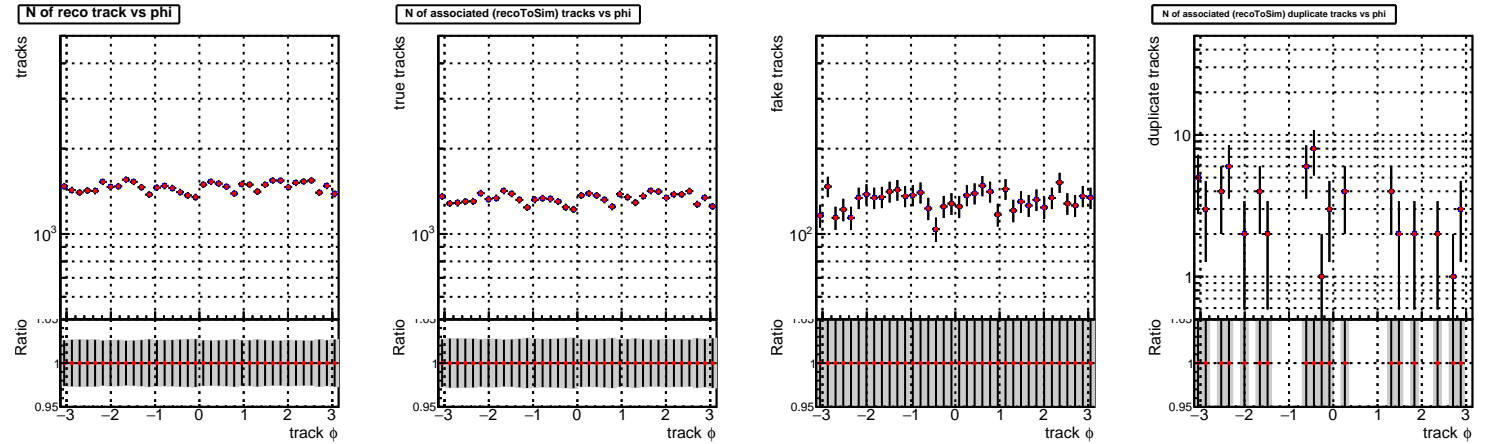 N of reco track vs phi
tracks
10³
Ratio
1
0.95
−3 −2 −1 0 1 2 3
track ϕ
N of associated (recoToSim) tracks vs phi
true tracks
10³
Ratio
1
0.95
−3 −2 −1 0 1 2 3
track ϕ
fake tracks
10²
Ratio
1
0.95
−3 −2 −1 0 1 2 3
track ϕ
N of associated (recoToSim) duplicate tracks vs phi
duplicate tracks
10
1
Ratio
1
0.95
−3 −2 −1 0 1 2 3
track ϕ